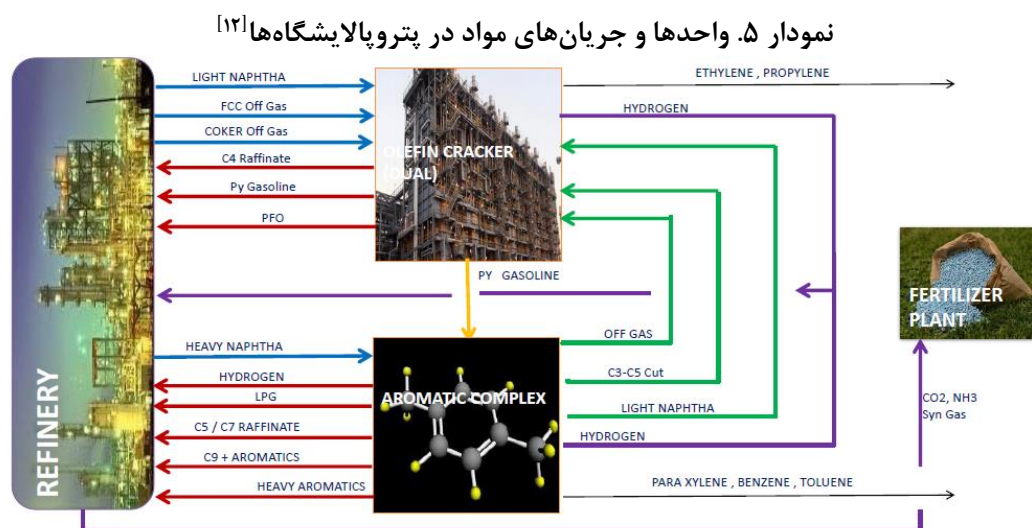 نمودار ۵. واحدها و جریان‌های مواد در پتروپالایشگاه‌ها[۱۲]
LIGHT NAPHTHA
ETHYLENE , PROPYLENE
FCC Off Gas
HYDROGEN
COKER Off Gas
OLEFIN CRACKER
(DUAL)
C4 Raffinate
Py Gasoline
PFO
PY GASOLINE
FERTILIZER
PLANT
REFINERY
OFF GAS
HEAVY NAPHTHA
HYDROGEN
C3-C5 Cut
LPG
AROMATIC COMPLEX
CO2, NH3
Syn Gas
LIGHT NAPHTHA
C5 / C7 RAFFINATE
HYDROGEN
C9 + AROMATICS
HEAVY AROMATICS
PARA XYLENE , BENZENE , TOLUENE